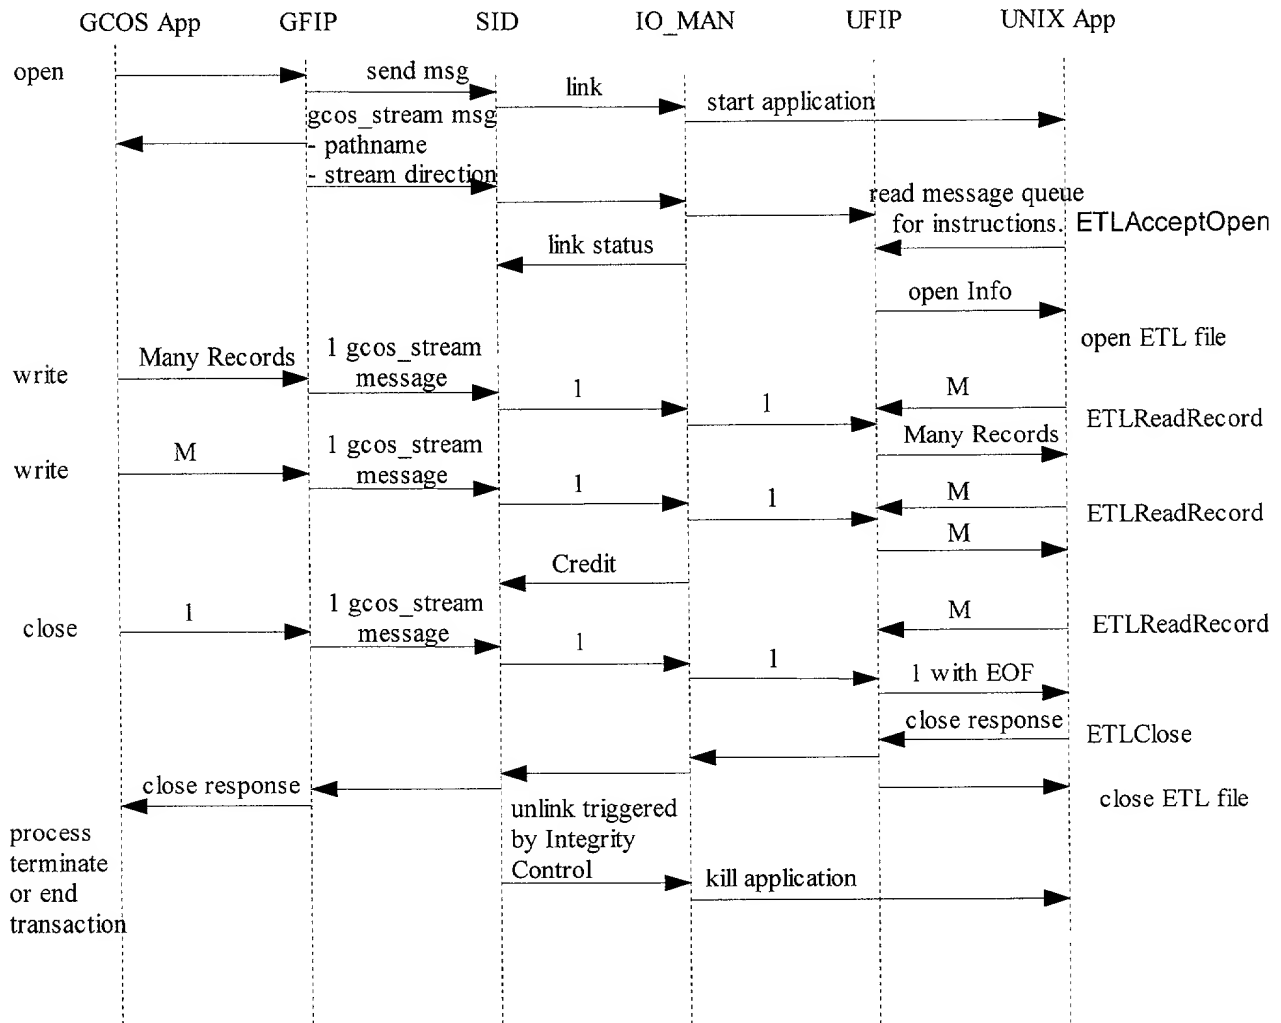 GCOS App GFIP SID IO_MAN UFIP UNIX App
open
send msg
link
start application
gcos_stream msg
- pathname
- stream direction
read message queue
for instructions.
ETLAcceptOpen
link status
open Info
open ETL file
write
Many Records
1 gcos_stream
message
1
1
M
ETLReadRecord
Many Records
write
M
1 gcos_stream
message
1
1
M
ETLReadRecord
M
Credit
close
1
1 gcos_stream
message
1
1
M
ETLReadRecord
1 with EOF
close response
ETLClose
close response
close ETL file
unlink triggered
by Integrity
Control
process
terminate
or end
transaction
kill application